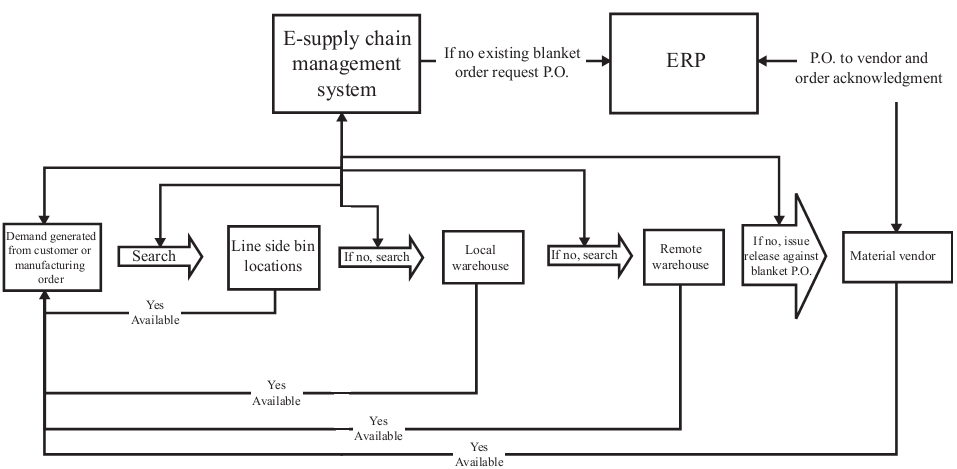 E-supply chain
management
system
If no existing blanket
order request P.O.
ERP
P.O. to vendor and
order acknowledgment
Demand generated
from customer or
manufacturing
order
Search
Line side bin
locations
If no, search
Local
warehouse
If no, search
Remote
warehouse
If no, issue
release against
blanket P.O.
Material vendor
Yes
Available
Yes
Available
Yes
Available
Yes
Available